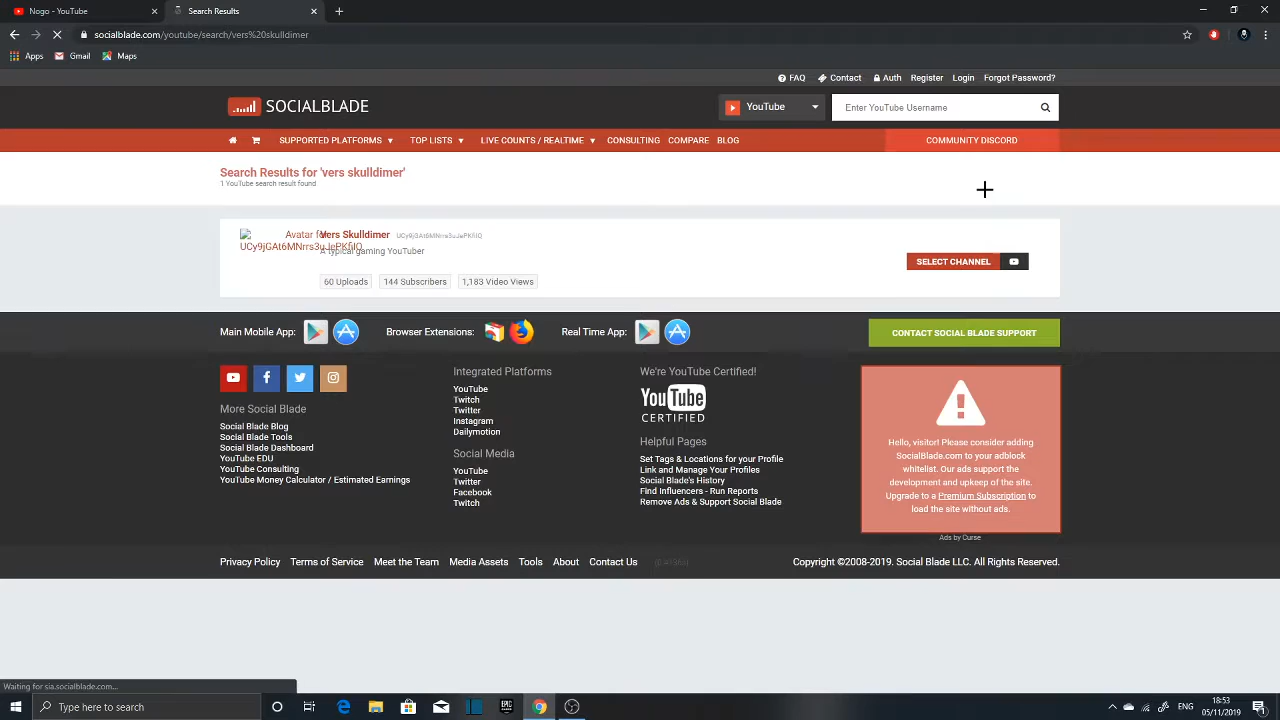 Nogo - YouTube
Search Results
socialblade.com/youtube/search/vers%20skulldimer
Apps Gmail Maps
FAQ Contact Auth Register Login Forgot Password?
SOCIALBLADE
YouTube
Enter YouTube Username
SUPPORTED PLATFORMS TOP LISTS LIVE COUNTS / REALTIME CONSULTING COMPARE BLOG
COMMUNITY DISCORD
Search Results for 'vers skulldimer'
1 YouTube search result found
Avatar for
Vers Skulldimer
A typical gaming YouTuber
60 Uploads 144 Subscribers 1,183 Video Views
SELECT CHANNEL
Main Mobile App: Browser Extensions: Real Time App:
CONTACT SOCIAL BLADE SUPPORT
More Social Blade
Social Blade Blog
Social Blade Tools
Social Blade Dashboard
YouTube EDU
YouTube Consulting
YouTube Money Calculator / Estimated Earnings
Integrated Platforms
YouTube
Twitch
Twitter
Instagram
Dailymotion
Social Media
YouTube
Twitter
Facebook
Twitch
We're YouTube Certified!
YouTube
CERTIFIED
Helpful Pages
Set Tags & Locations for your Profile
Link and Manage Your Profiles
Social Blade's History
Find Influencers - Run Reports
Remove Ads & Support Social Blade
Hello, visitor! Please consider adding
SocialBlade.com to your adblock
whitelist. Our ads support the
development and upkeep of the site.
Upgrade to a Premium Subscription to
load the site without ads.
Ads by Curse
Privacy Policy Terms of Service Meet the Team Media Assets Tools About Contact Us
Copyright ©2008-2019. Social Blade LLC. All Rights Reserved.
Waiting for sia.socialblade.com...
Type here to search
EPIC
ENG
18:53
05/11/2019